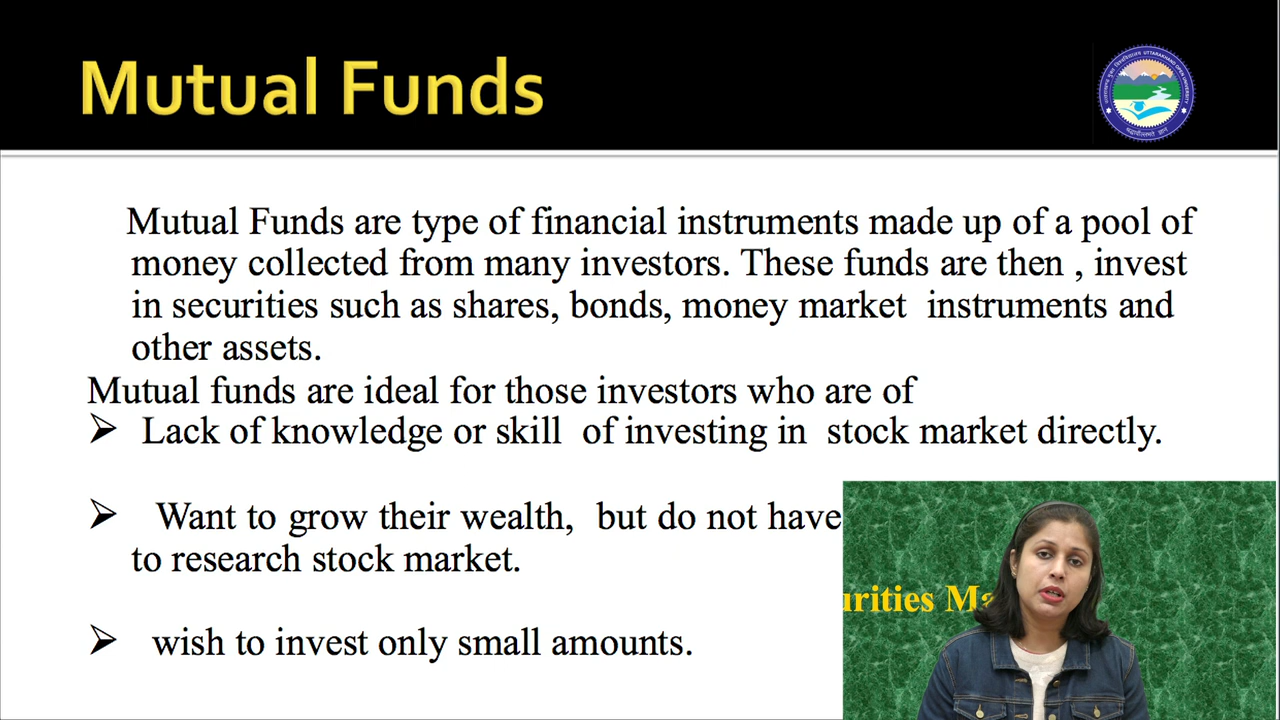 Mutual Funds
UTTARAKHAND OPEN UNIVERSITY
Mutual Funds are type of financial instruments made up of a pool of
money collected from many investors. These funds are then , invest
in securities such as shares, bonds, money market instruments and
other assets.
Mutual funds are ideal for those investors who are of
➢ Lack of knowledge or skill of investing in stock market directly.
➢ Want to grow their wealth, but do not have
to research stock market.
urities Ma
➢ wish to invest only small amounts.